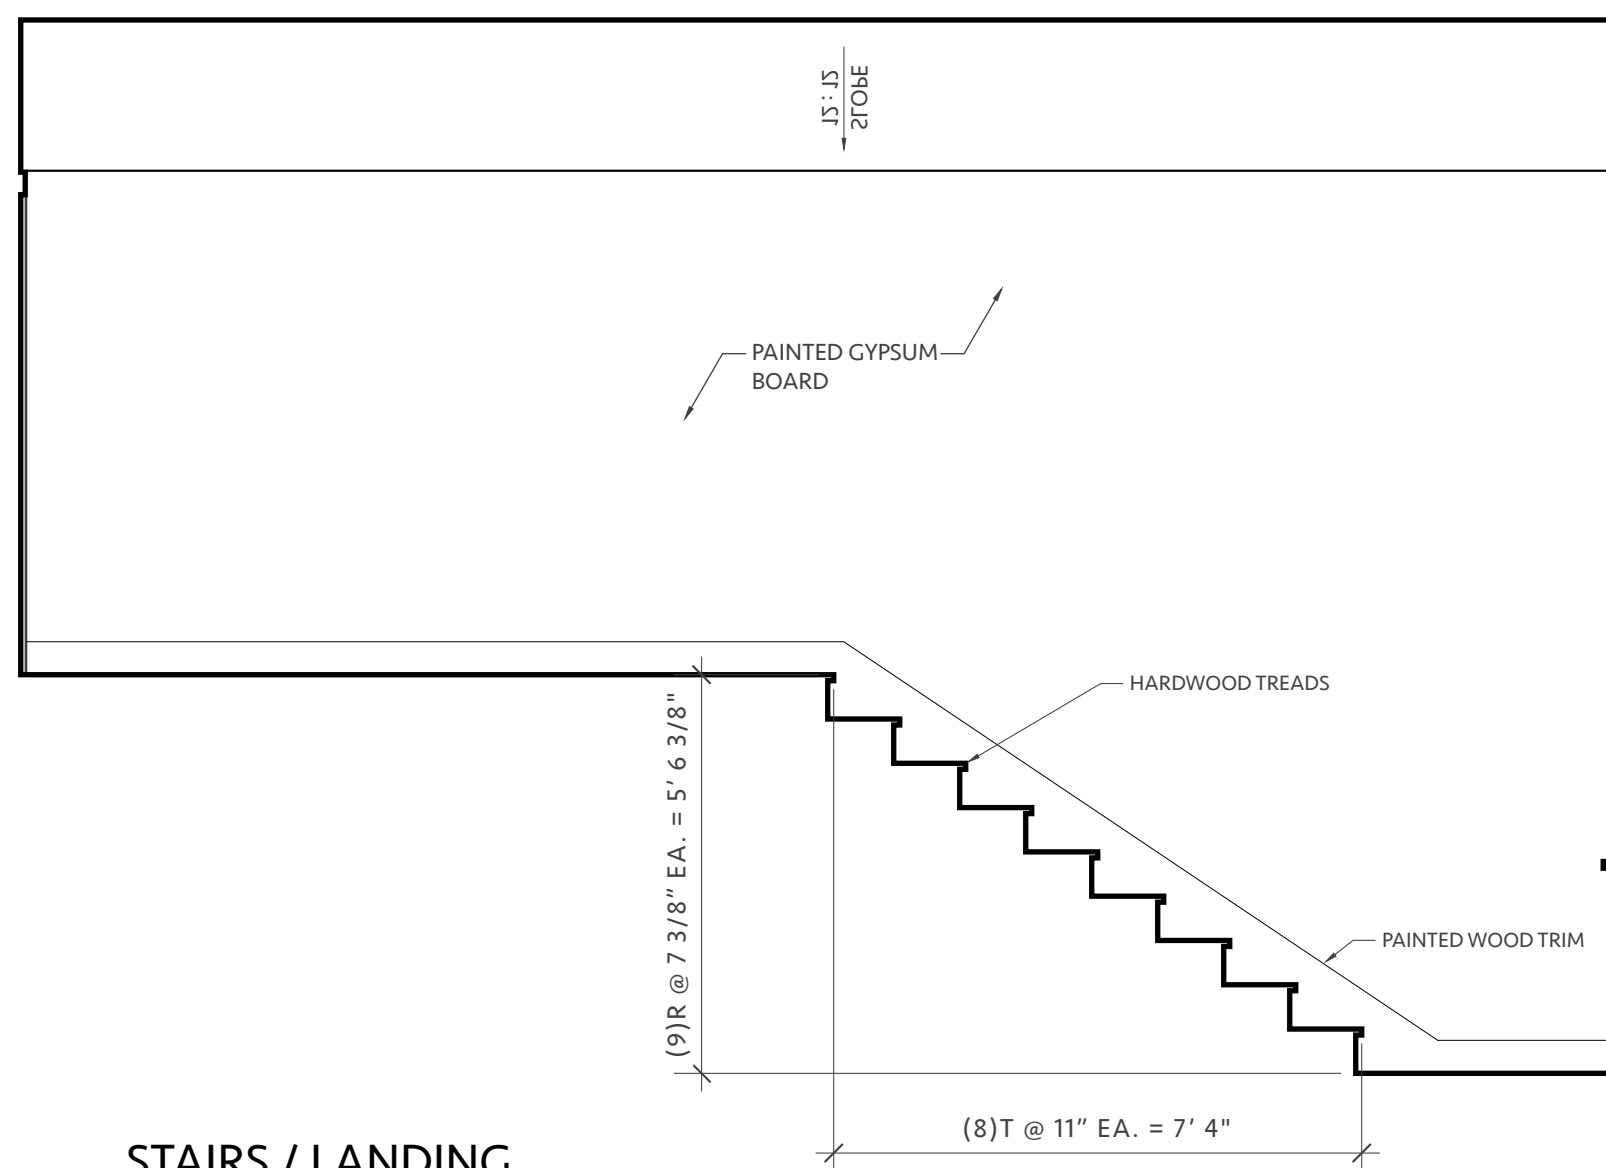 12:12
SLOPE
PAINTED GYPSUM
BOARD
HARDWOOD TREADS
(9)R @ 7 3/8" EA. = 5' 6 3/8"
PAINTED WOOD TRIM
(8)T @ 11" EA. = 7' 4"
STAIRS / LANDING